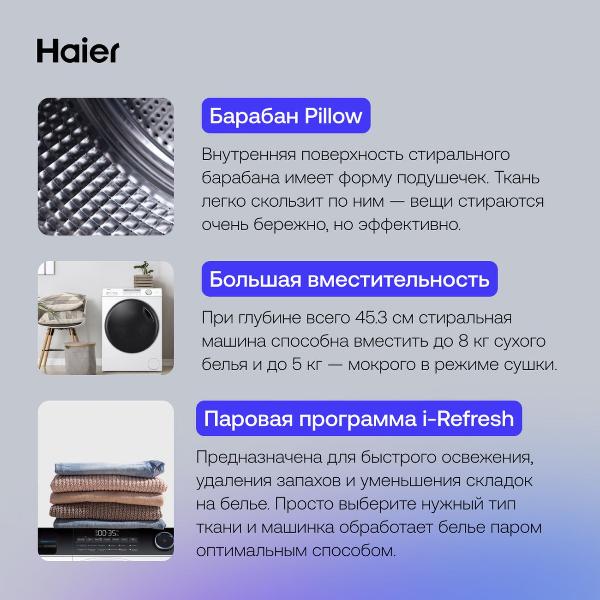 Haier
Барабан Pillow
Внутренняя поверхность стирального
барабана имеет форму подушечек. Ткань
легко скользит по ним — вещи стираются
очень бережно, но эффективно.
Большая вместительность
При глубине всего 45.3 см стиральная
машина способна вместить до 8 кг сухого
белья и до 5 кг — мокрого в режиме сушки.
Паровая программа i-Refresh
Предназначена для быстрого освежения,
удаления запахов и уменьшения складок
на белье. Просто выберите нужный тип
ткани и машинка обработает белье паром
оптимальным способом.